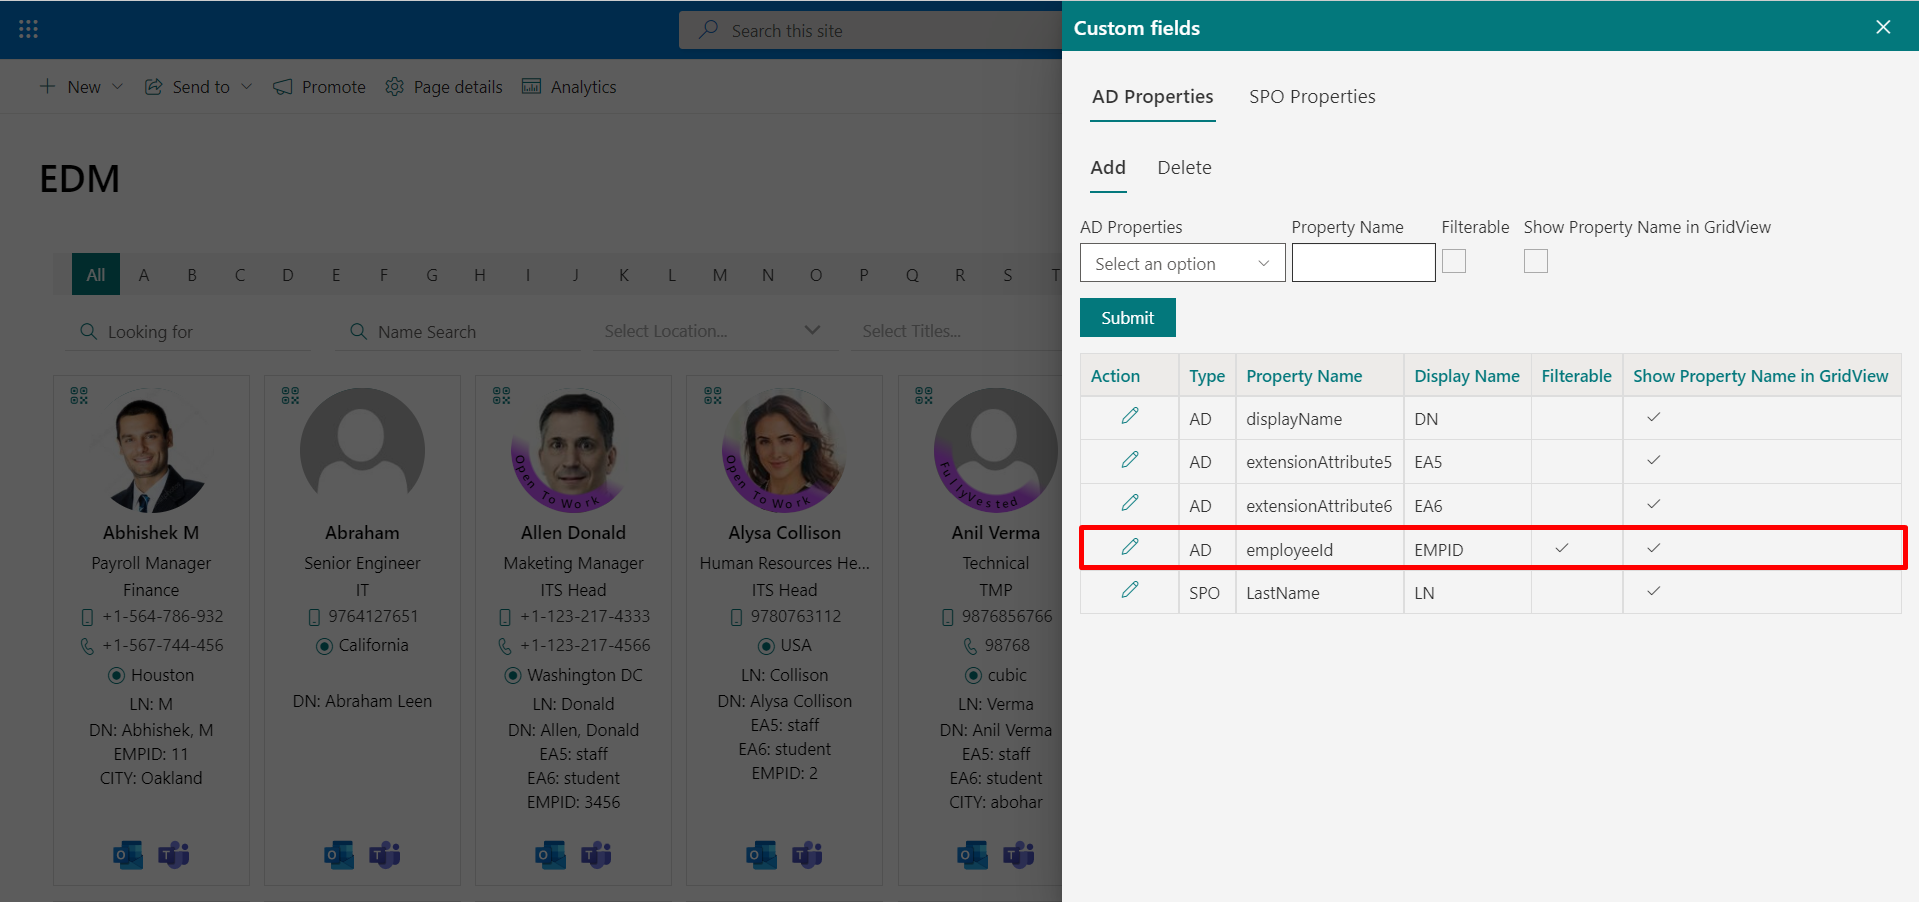 Search this site
New
Send to
Promote
Page details
Analytics
EDM
All A B C D E F G H I J K L M N O P Q R S T
Looking for
Name Search
Select Location...
Select Titles...
Open To Work
Open To Work
FullyVested
Abhishek M
Payroll Manager
Finance
+1-564-786-932
+1-567-744-456
Houston
LN: M
DN: Abhishek, M
EMPID: 11
CITY: Oakland
Abraham
Senior Engineer
IT
9764127651
California
DN: Abraham Leen
Allen Donald
Maketing Manager
ITS Head
+1-123-217-4333
+1-123-217-4566
Washington DC
LN: Donald
DN: Allen, Donald
EA5: staff
EA6: student
EMPID: 3456
Alysa Collison
Human Resources He...
ITS Head
9780763112
USA
LN: Collison
DN: Alysa Collison
EA5: staff
EA6: student
EMPID: 2
Anil Verma
Technical
TMP
9876856766
98768
cubic
LN: Verma
DN: Anil Verma
EA5: staff
EA6: student
CITY: abohar
Custom fields
AD Properties SPO Properties
Add Delete
AD Properties Property Name Filterable Show Property Name in GridView
Select an option
Submit
Action Type Property Name Display Name Filterable Show Property Name in GridView
AD displayName DN
AD extensionAttribute5 EA5
AD extensionAttribute6 EA6
AD employeeId EMPID
SPO LastName LN